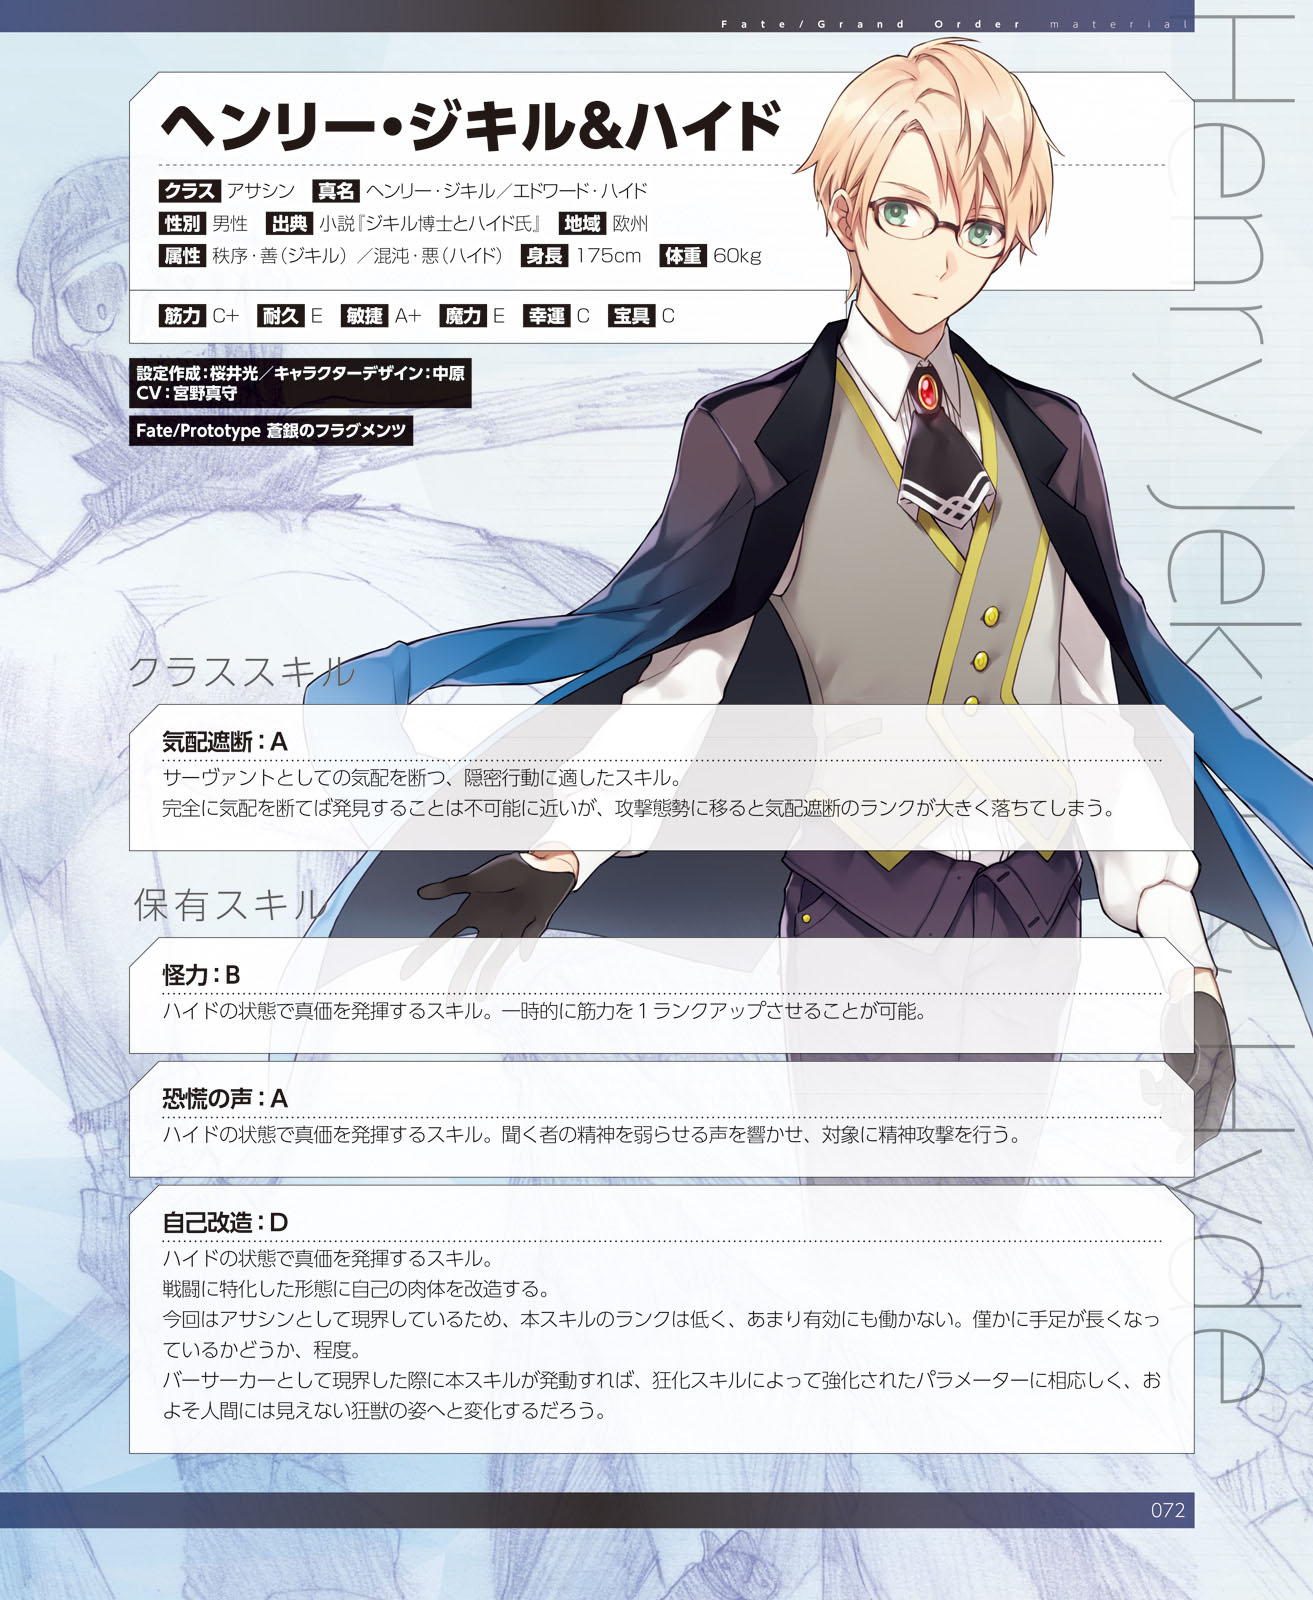 Fate/Grand Order material
ヘンリー・ジキル&ハイド
クラス アサシン 真名 ヘンリー・ジキル／エドワード・ハイド
性別 男性 出典 小説『ジキル博士とハイド氏』 地域 欧州
属性 秩序・善（ジキル）／混沌・悪（ハイド） 身長 175cm 体重 60kg
筋力 C+ 耐久 E 敏捷 A+ 魔力 E 幸運 C 宝具 C
設定作成：桜井光／キャラクターデザイン：中原
CV：宮野真守
Fate/Prototype 蒼銀のフラグメンツ
クラススキル
気配遮断：A
サーヴァントとしての気配を断つ、隠密行動に適したスキル。
完全に気配を断てば発見することは不可能に近いが、攻撃態勢に移ると気配遮断のランクが大きく落ちてしまう。
保有スキル
怪力：B
ハイドの状態で真価を発揮するスキル。一時的に筋力を1ランクアップさせることが可能。
恐慌の声：A
ハイドの状態で真価を発揮するスキル。聞く者の精神を弱らせる声を響かせ、対象に精神攻撃を行う。
自己改造：D
ハイドの状態で真価を発揮するスキル。
戦闘に特化した形態に自己の肉体を改造する。
今回はアサシンとして現界しているため、本スキルのランクは低く、あまり有効にも働かない。僅かに手足が長くなっ
ているかどうか、程度。
バーサーカーとして現界した際に本スキルが発動すれば、狂化スキルによって強化されたパラメーターに相応しく、お
よそ人間には見えない狂獣の姿へと変化するだろう。
072
Henry Jekyll & Hyde